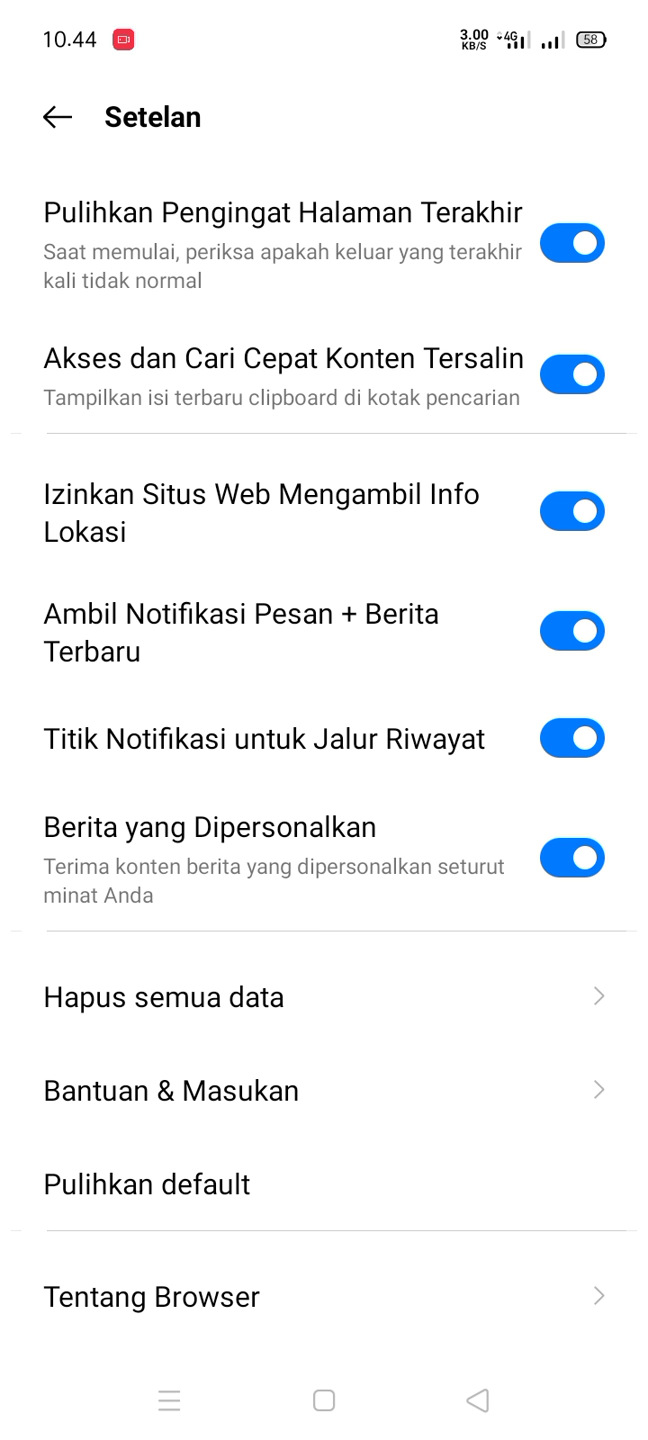 10.44
3.00 KB/S 4G 58
Setelan
Pulihkan Pengingat Halaman Terakhir
Saat memulai, periksa apakah keluar yang terakhir
kali tidak normal
Akses dan Cari Cepat Konten Tersalin
Tampilkan isi terbaru clipboard di kotak pencarian
Izinkan Situs Web Mengambil Info
Lokasi
Ambil Notifikasi Pesan + Berita
Terbaru
Titik Notifikasi untuk Jalur Riwayat
Berita yang Dipersonalkan
Terima konten berita yang dipersonalkan seturut
minat Anda
Hapus semua data
Bantuan & Masukan
Pulihkan default
Tentang Browser